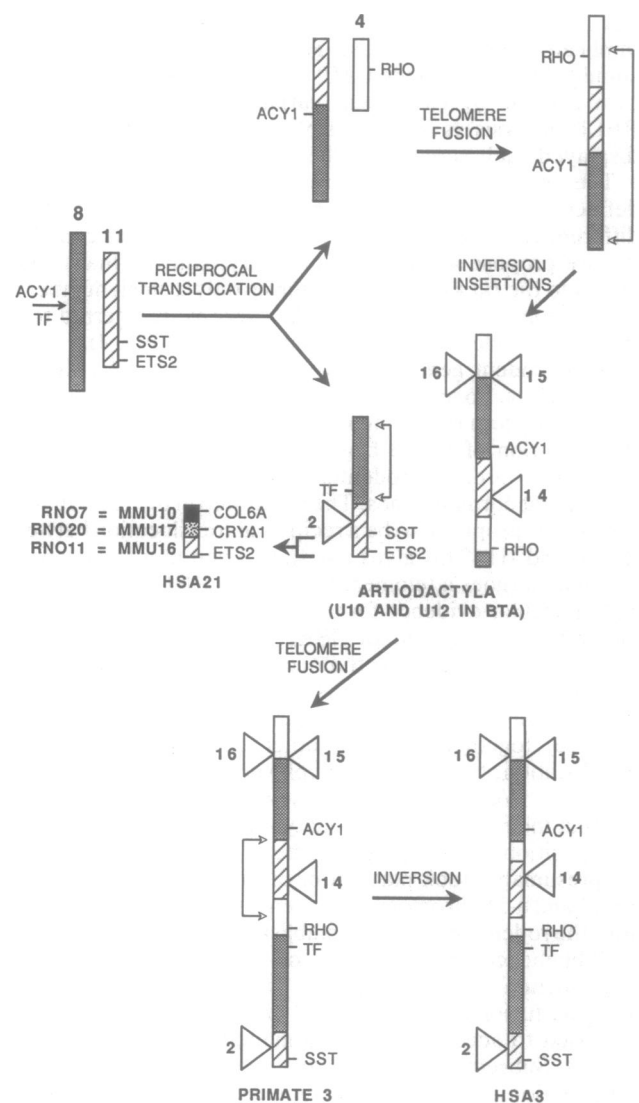 4
RHO
ACY1
TELOMERE
FUSION
RHO
ACY1
8
11
ACY1
TF
SST
ETS2
RECIPROCAL
TRANSLOCATION
INVERSION
INSERTIONS
16
15
ACY1
14
RHO
TF
2
SST
ETS2
RNO7 = MMU10
COL6A
RNO20 = MMU17
CRYA1
RNO11 = MMU16
ETS2
HSA21
ARTIODACTYLA
(U10 AND U12 IN BTA)
TELOMERE
FUSION
16
15
ACY1
14
RHO
TF
2
SST
PRIMATE 3
INVERSION
16
15
ACY1
14
RHO
TF
2
SST
HSA3